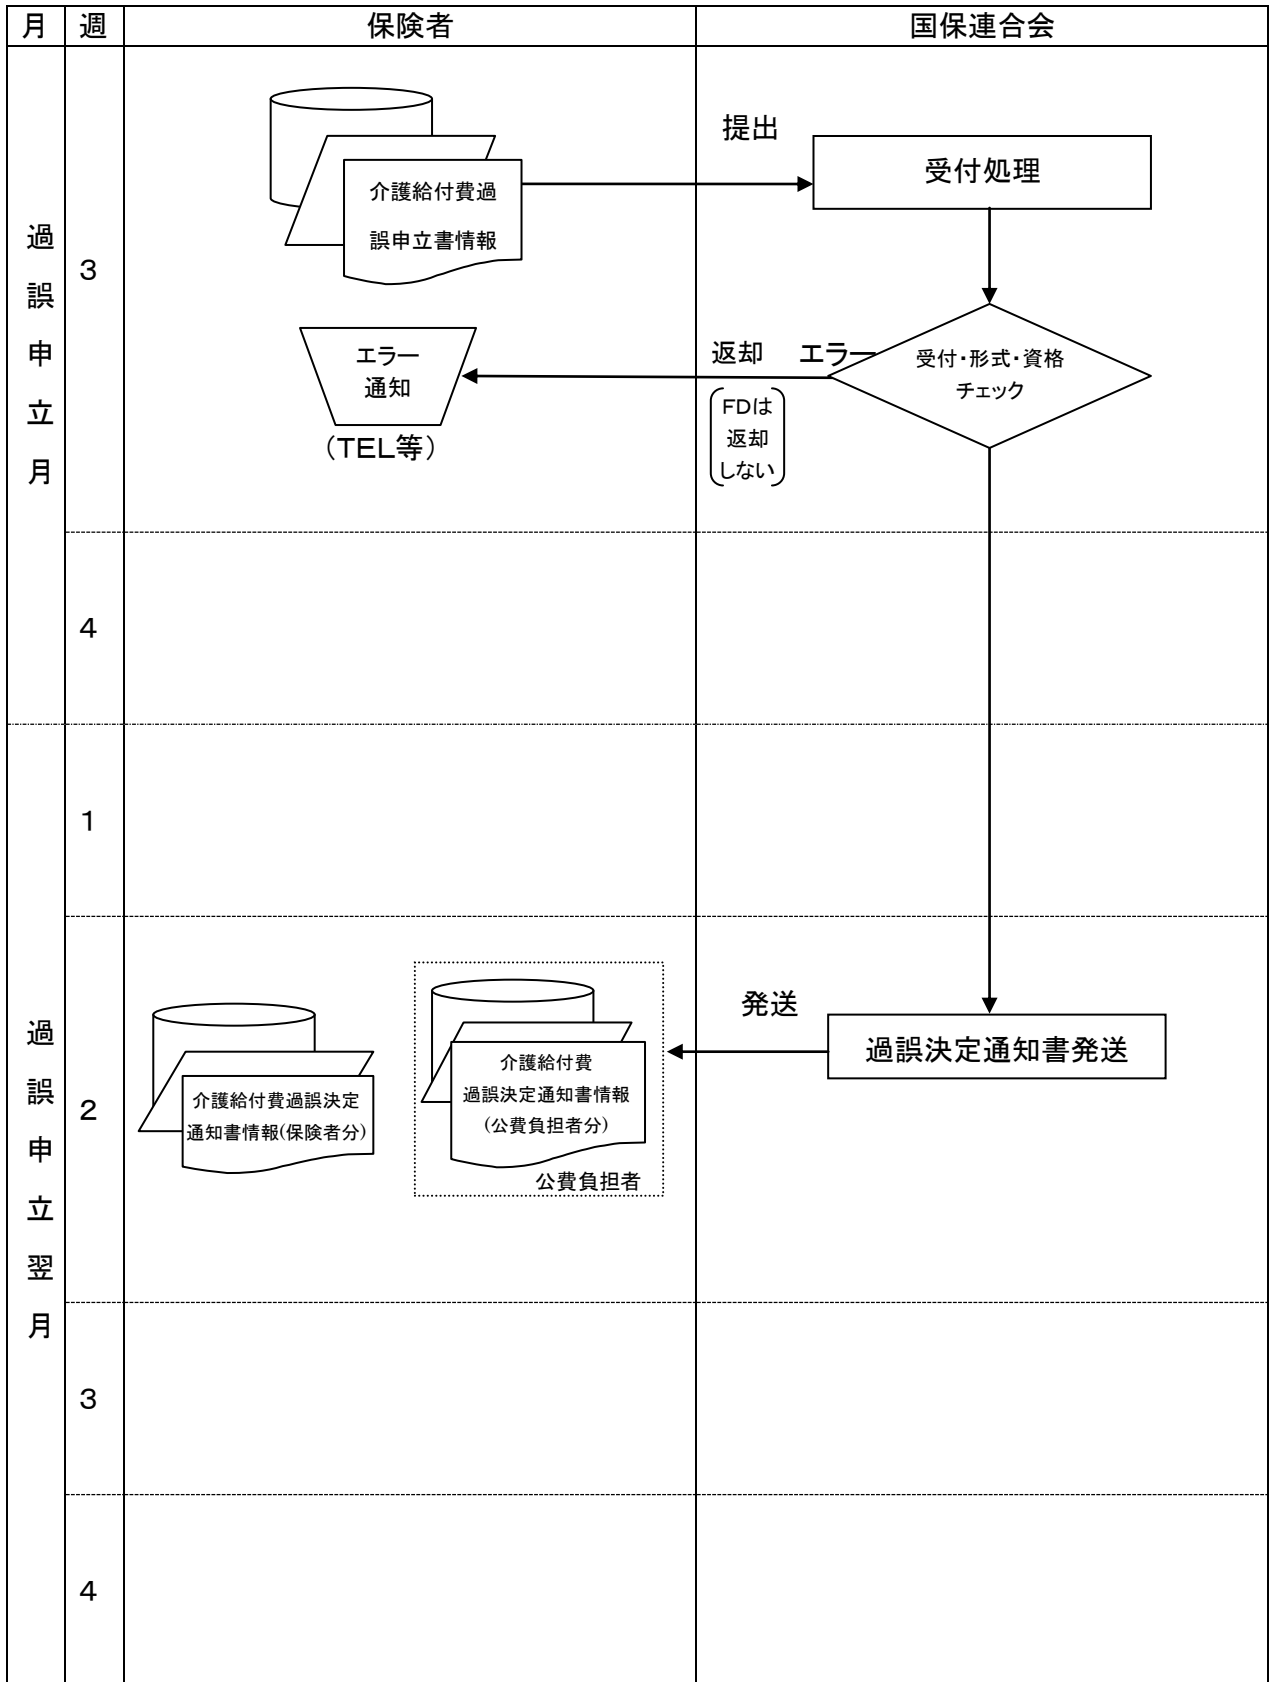 月 週 保険者 国保連合会
過誤申立月
3
介護給付費過
誤申立書情報
提出
受付処理
エラー
通知
(TEL等)
返却 エラー
FDは
返却
しない
受付・形式・資格
チェック
4
過誤申立翌月
1
2
介護給付費過誤決定
通知書情報(保険者分)
介護給付費
過誤決定通知書情報
(公費負担者分)
公費負担者
発送
過誤決定通知書発送
3
4